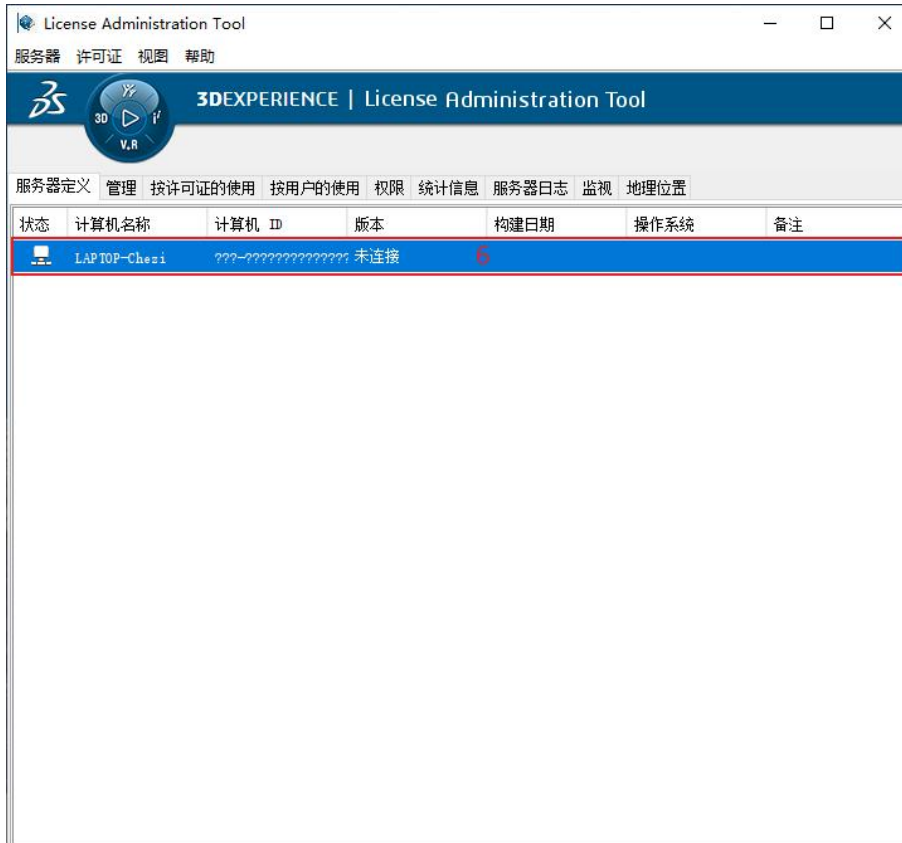 License Administration Tool
服务器 许可证 视图 帮助
3DEXPERIENCE | License Administration Tool
3D
V.R
服务器定义 管理 按许可证的使用 按用户的使用 权限 统计信息 服务器日志 监视 地理位置
状态 计算机名称 计算机 ID 版本 构建日期 操作系统 备注
LAPTOP-Chezi ???-?????????????? 未连接 6